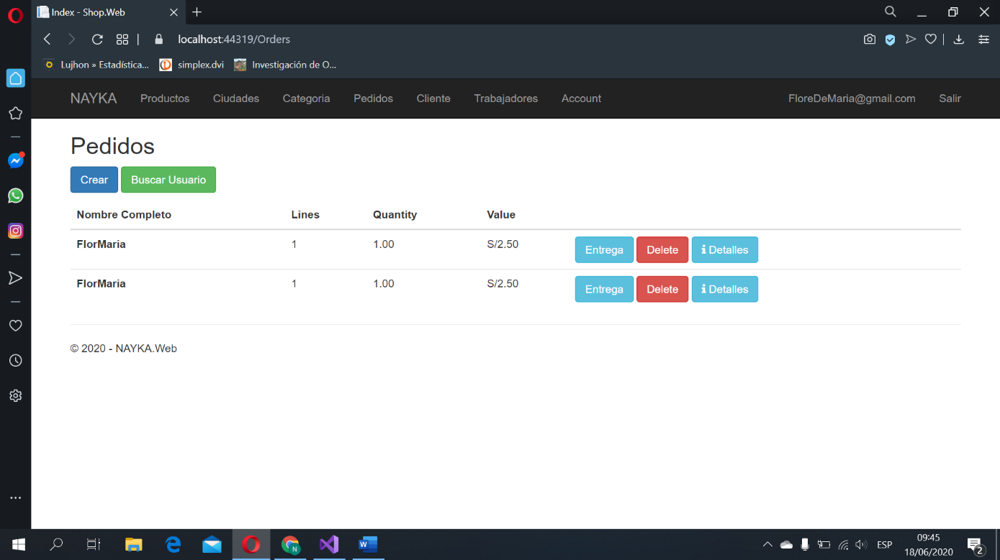 Index - Shop.Web
localhost:44319/Orders
Lujhon » Estadística... simplex.dvi Investigación de O...
NAYKA Productos Ciudades Categoria Pedidos Cliente Trabajadores Account FloreDeMaria@gmail.com Salir
Pedidos
Crear Buscar Usuario
Nombre Completo Lines Quantity Value
FlorMaria 1 1.00 S/2.50 Entrega Delete Detalles
FlorMaria 1 1.00 S/2.50 Entrega Delete Detalles
© 2020 - NAYKA.Web
ESP 09:45
18/06/2020 2